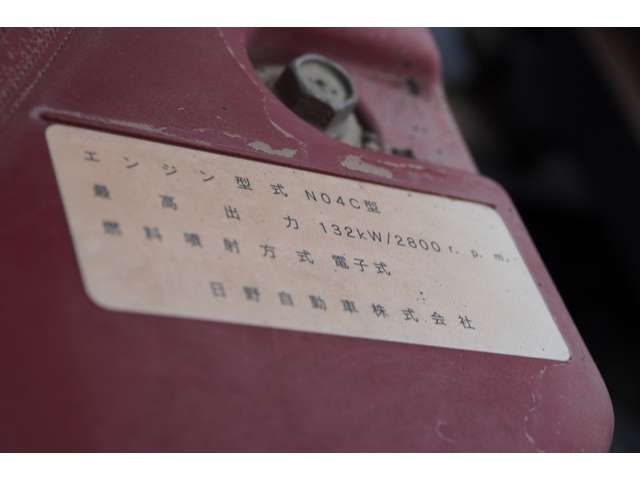 エンジン型式 N04C型
最高出力 132kW/2800r.p.m.
燃料噴射方式 電子式
日野自動車株式会社